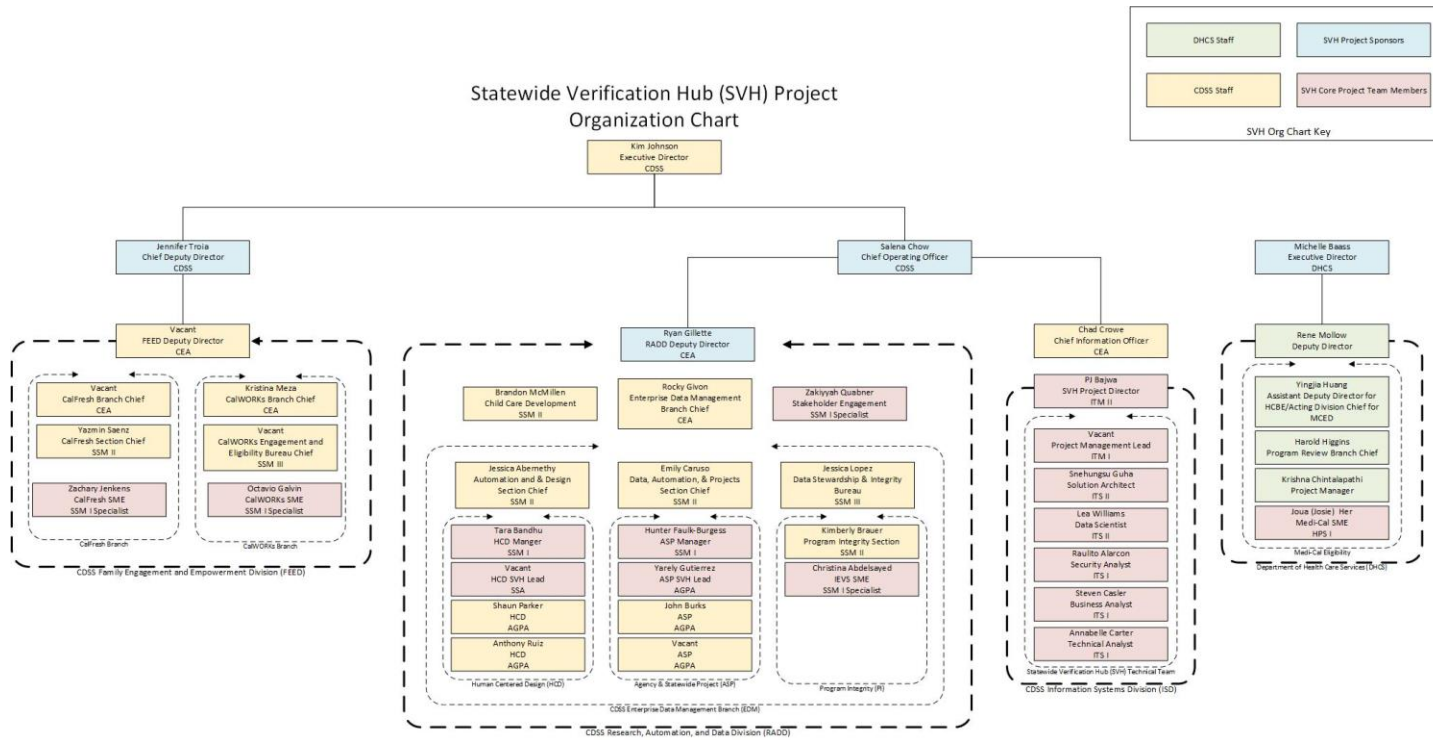 DHCS Staff
SVH Project Sponsors
CDSS Staff
SVH Core Project Team Members
SVH Org Chart Key
Statewide Verification Hub (SVH) Project
Organization Chart
Kim Johnson
Executive Director
CDSS
Jennifer Troia
Chief Deputy Director
CDSS
Salena Chow
Chief Operating Officer
CDSS
Michelle Baass
Executive Director
DHCS
Vacant
FEED Deputy Director
CEA
Vacant
CalFresh Branch Chief
CEA
Yazmin Saenz
CalFresh Section Chief
SSM II
Zachary Jenkens
CalFresh SME
SSM I Specialist
CalFresh Branch
Kristina Meza
CalWORKs Branch Chief
CEA
Vacant
CalWORKs Engagement and
Eligibility Bureau Chief
SSM III
Octavio Galvin
CalWORKs SME
SSM I Specialist
CalWORKs Branch
CDSS Family Engagement and Empowerment Division (FEED)
Ryan Gillette
RADD Deputy Director
CEA
Brandon McMillen
Child Care Development
SSM II
Rocky Givon
Enterprise Data Management
Branch Chief
CEA
Zakiyyah Quabner
Stakeholder Engagement
SSM I Specialist
Jessica Abernethy
Automation and & Design
Section Chief
SSM II
Tara Bandhu
HCD Manger
SSM I
Vacant
HCD SVH Lead
SSA
Shaun Parker
HCD
AGPA
Anthony Ruiz
HCD
AGPA
Human Centered Design (HCD)
Emily Caruso
Data, Automation, & Projects
Section Chief
SSM II
Hunter Faulk-Burgess
ASP Manager
SSM I
Yarely Gutierrez
ASP SVH Lead
AGPA
John Burks
ASP
AGPA
Vacant
ASP
AGPA
Agency & Statewide Project (ASP)
Jessica Lopez
Data Stewardship & Integrity
Bureau
SSM III
Kimberly Brauer
Program Integrity Section
SSM II
Christina Abdelsayed
IEVS SME
SSM I Specialist
Program Integrity (PI)
CDSS Enterprise Data Management Branch (EDM)
CDSS Research, Automation, and Data Division (RADD)
Chad Crowe
Chief Information Officer
CEA
PJ Bajwa
SVH Project Director
ITM II
Vacant
Project Management Lead
ITM I
Snehungsu Guha
Solution Architect
ITS II
Lea Williams
Data Scientist
ITS II
Raulito Alarcon
Security Analyst
ITS I
Steven Casler
Business Analyst
ITS I
Annabelle Carter
Technical Analyst
ITS I
Statewide Verification Hub (SVH) Technical Team
CDSS Information Systems Division (ISD)
Rene Mollow
Deputy Director
Yingjia Huang
Assistant Deputy Director for
HCBE/Acting Division Chief for
MCED
Harold Higgins
Program Review Branch Chief
Krishna Chintalapathi
Project Manager
Joua (Josie) Her
Medi-Cal SME
HPS I
Medi-Cal Eligibility
Department of Health Care Services (DHCS)